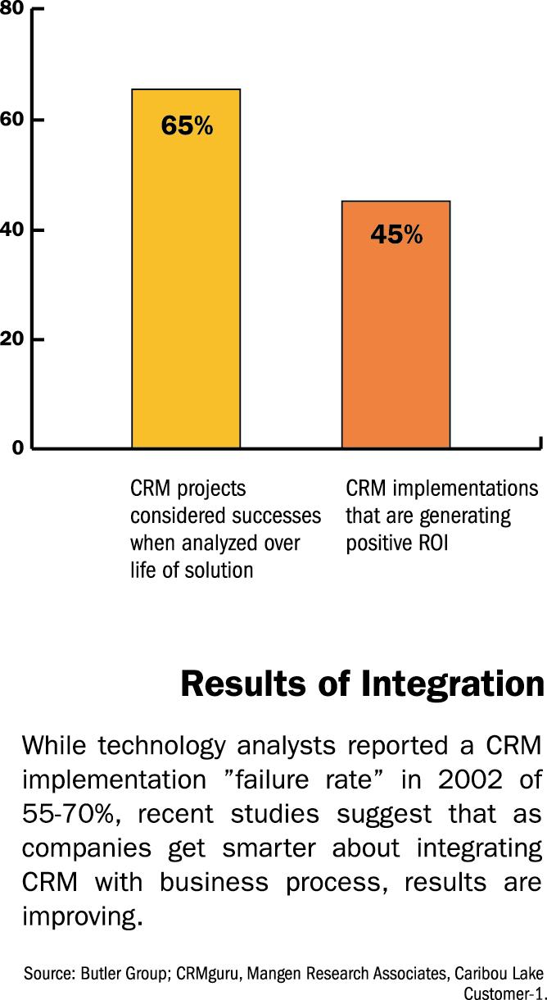 80
60
40
20
0
65%
45%
CRM projects
considered successes
when analyzed over
life of solution
CRM implementations
that are generating
positive ROI
Results of Integration
While technology analysts reported a CRM
implementation ”failure rate” in 2002 of
55-70%, recent studies suggest that as
companies get smarter about integrating
CRM with business process, results are
improving.
Source: Butler Group; CRMguru, Mangen Research Associates, Caribou Lake
Customer-1.